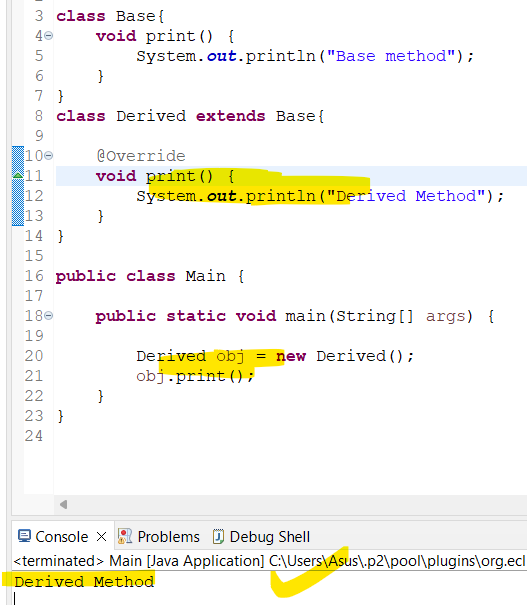 3 class Base{
4 void print() {
5 System.out.println("Base method");
6 }
7 }
8 class Derived extends Base{
9
10 @Override
11 void print() {
12 System.out.println("Derived Method");
13 }
14 }
15
16 public class Main {
17
18 public static void main(String[] args) {
19
20 Derived obj = new Derived();
21 obj.print();
22 }
23 }
24
Console Problems Debug Shell
<terminated> Main [Java Application] C:\Users\Asus\.p2\pool\plugins\org.ecl
Derived Method